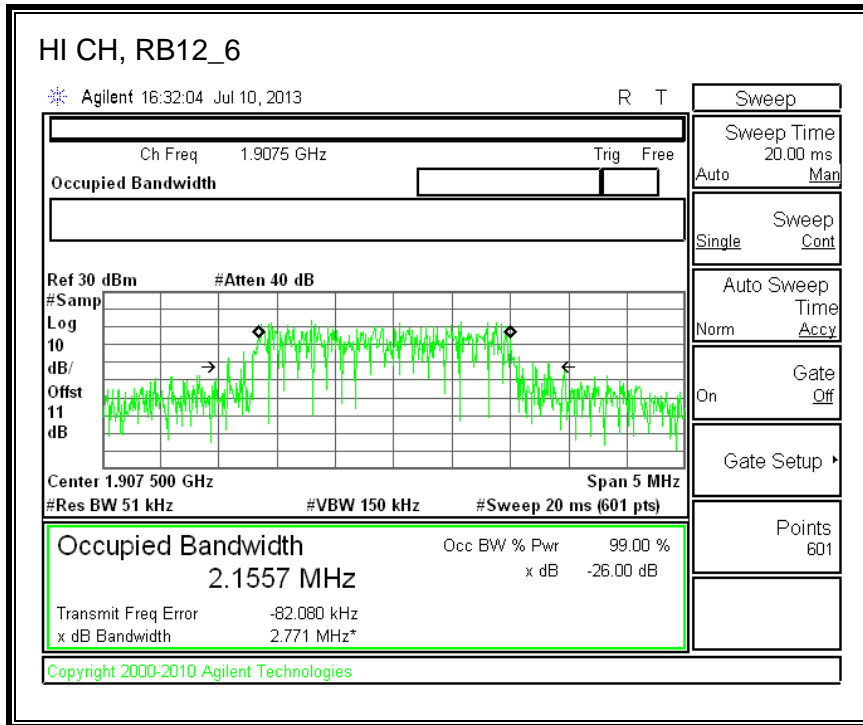 HI CH, RB12_6
Agilent 16:32:04 Jul 10, 2013 R T
Ch Freq 1.9075 GHz Trig Free
Occupied Bandwidth
Ref 30 dBm #Atten 40 dB
#Samp
Log
10
dB/
Offst
11
dB
Center 1.907 500 GHz Span 5 MHz
#Res BW 51 kHz #VBW 150 kHz #Sweep 20 ms (601 pts)
Occupied Bandwidth Occ BW % Pwr 99.00 %
2.1557 MHz x dB -26.00 dB
Transmit Freq Error -82.080 kHz
x dB Bandwidth 2.771 MHz*
Copyright 2000-2010 Agilent Technologies
Sweep
Sweep Time
20.00 ms
Auto Man
Sweep
Single Cont
Auto Sweep
Time
Norm Accy
Gate
On Off
Gate Setup
Points
601